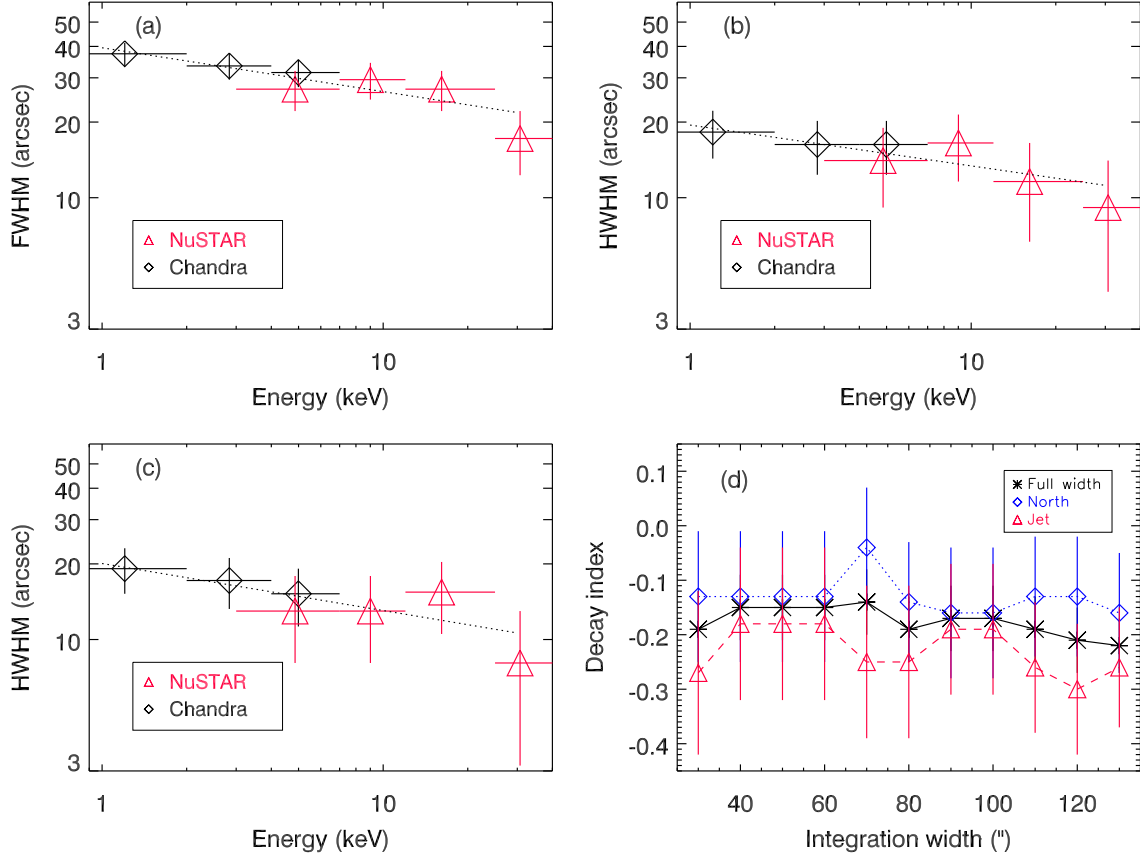 (a)
50
40
30
20
10
3
FWHM (arcsec)
NuSTAR
Chandra
1
10
Energy (keV)
(b)
50
40
30
20
10
3
HWHM (arcsec)
NuSTAR
Chandra
1
10
Energy (keV)
(c)
50
40
30
20
10
3
HWHM (arcsec)
NuSTAR
Chandra
1
10
Energy (keV)
(d)
0.1
0.0
-0.1
-0.2
-0.3
-0.4
Decay index
Full width
North
Jet
40
60
80
100
120
Integration width (")